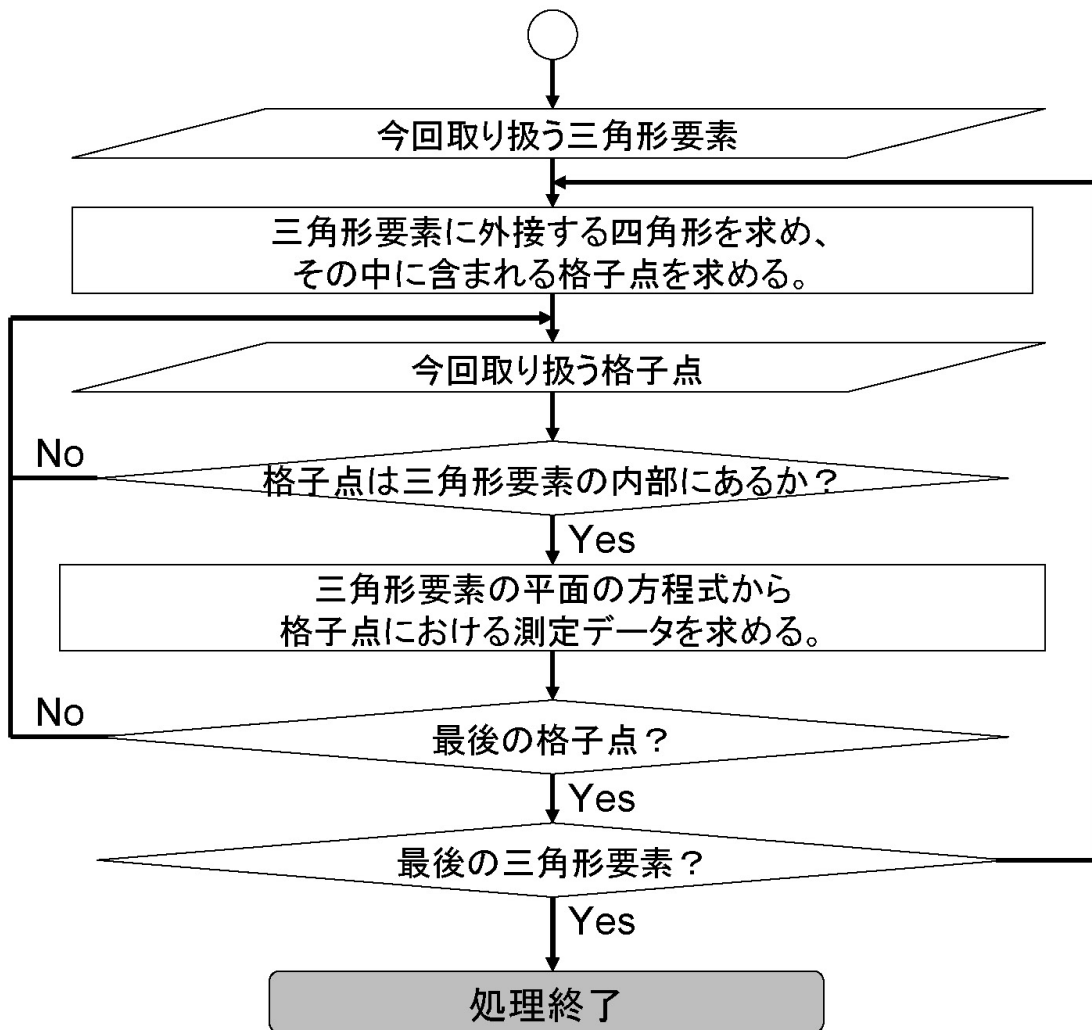 今回取り扱う三角形要素
三角形要素に外接する四角形を求め、
その中に含まれる格子点を求める。
今回取り扱う格子点
No
格子点は三角形要素の内部にあるか？
Yes
三角形要素の平面の方程式から
格子点における測定データを求める。
No
最後の格子点？
Yes
最後の三角形要素？
Yes
処理終了